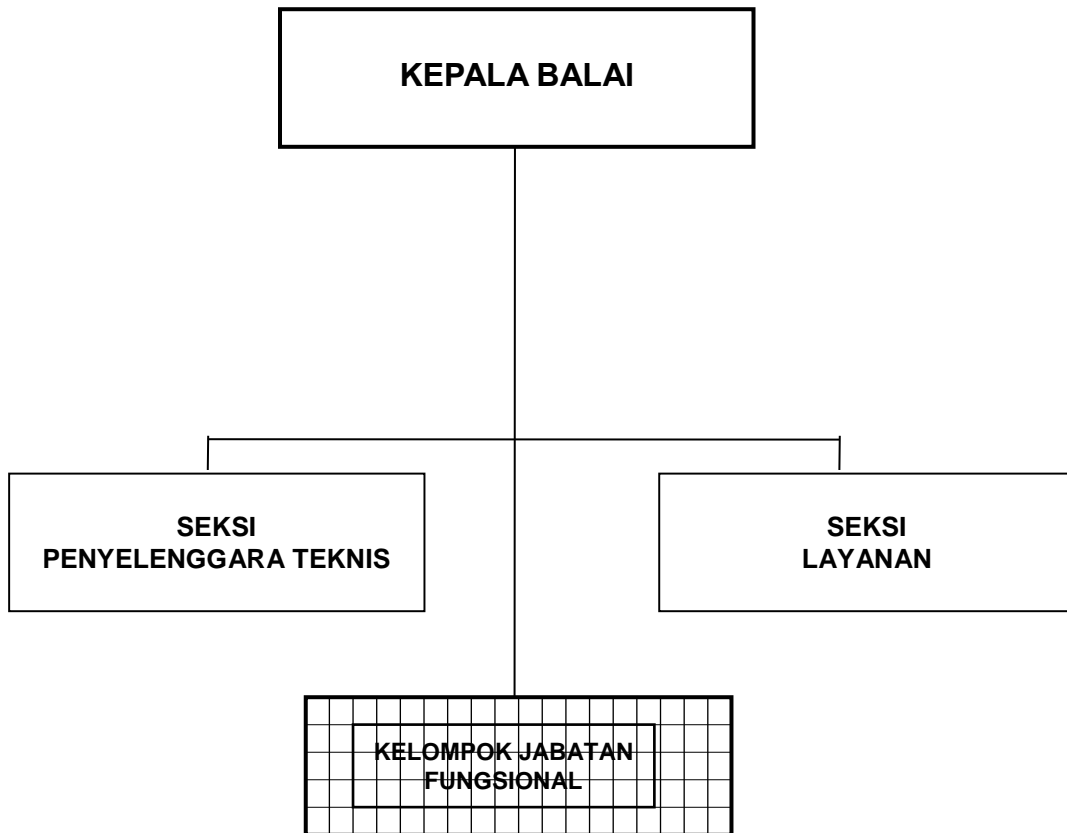 KEPALA BALAI
SEKSI
PENYELENGGARA TEKNIS
SEKSI
LAYANAN
KELOMPOK JABATAN
FUNGSIONAL